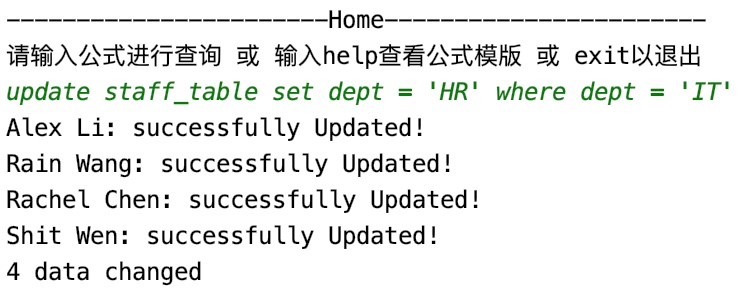 -----------------------Home-----------------------
请输入公式进行查询 或 输入help查看公式模版 或 exit以退出
update staff_table set dept = 'HR' where dept = 'IT'
Alex Li: successfully Updated!
Rain Wang: successfully Updated!
Rachel Chen: successfully Updated!
Shit Wen: successfully Updated!
4 data changed